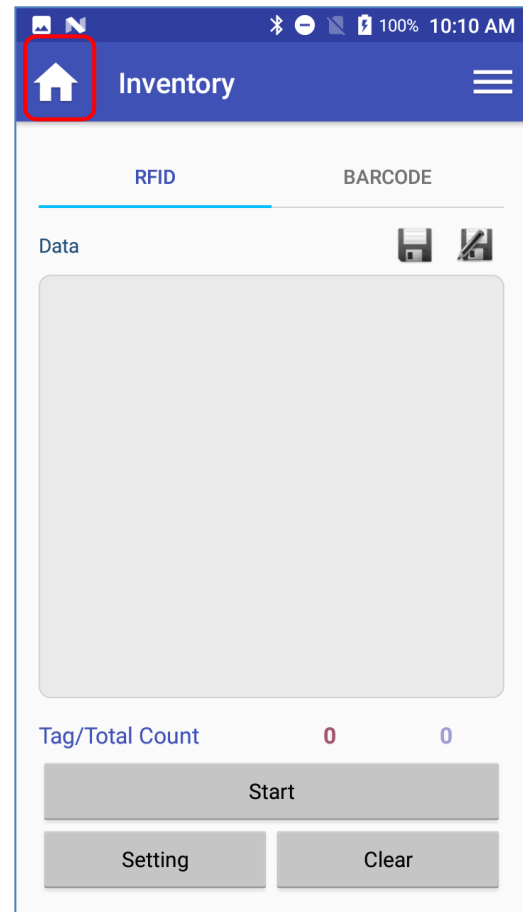 100% 10:10 AM
Inventory
RFID BARCODE
Data
Tag/Total Count 0 0
Start
Setting Clear